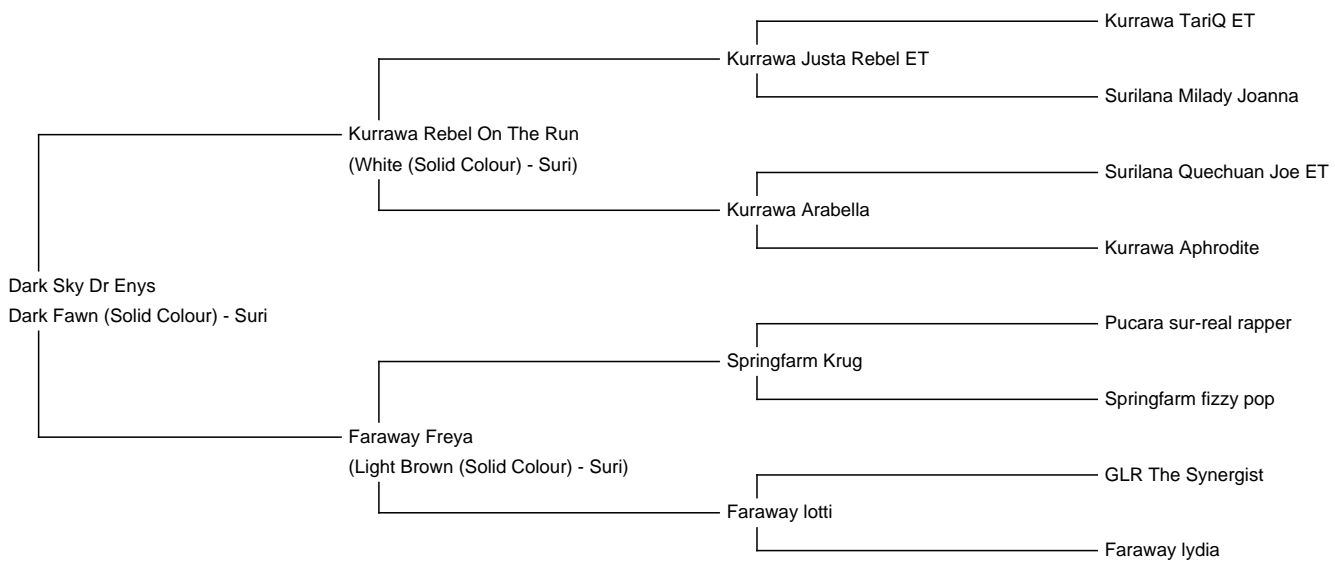 Kurrawa TariQ ET
Kurrawa Justa Rebel ET
Surilana Milady Joanna
Kurrawa Rebel On The Run
(White (Solid Colour) - Suri)
Surilana Quechuan Joe ET
Kurrawa Arabella
Kurrawa Aphrodite
Dark Sky Dr Enys
Dark Fawn (Solid Colour) - Suri
Pucara sur-real rapper
Springfarm Krug
Springfarm fizzy pop
Faraway Freya
(Light Brown (Solid Colour) - Suri)
GLR The Synergist
Faraway lotti
Faraway lydia